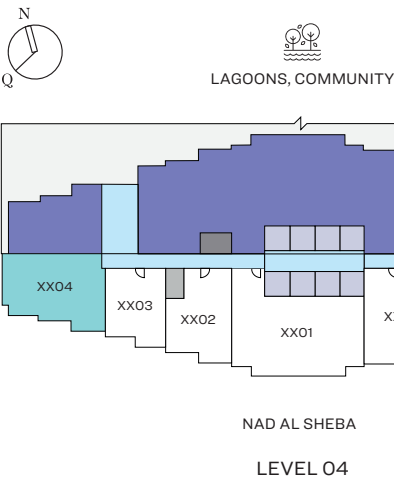 N
Q
LAGOONS, COMMUNITY
XX04
XX03
XX02
XX01
NAD AL SHEBA
LEVEL 04